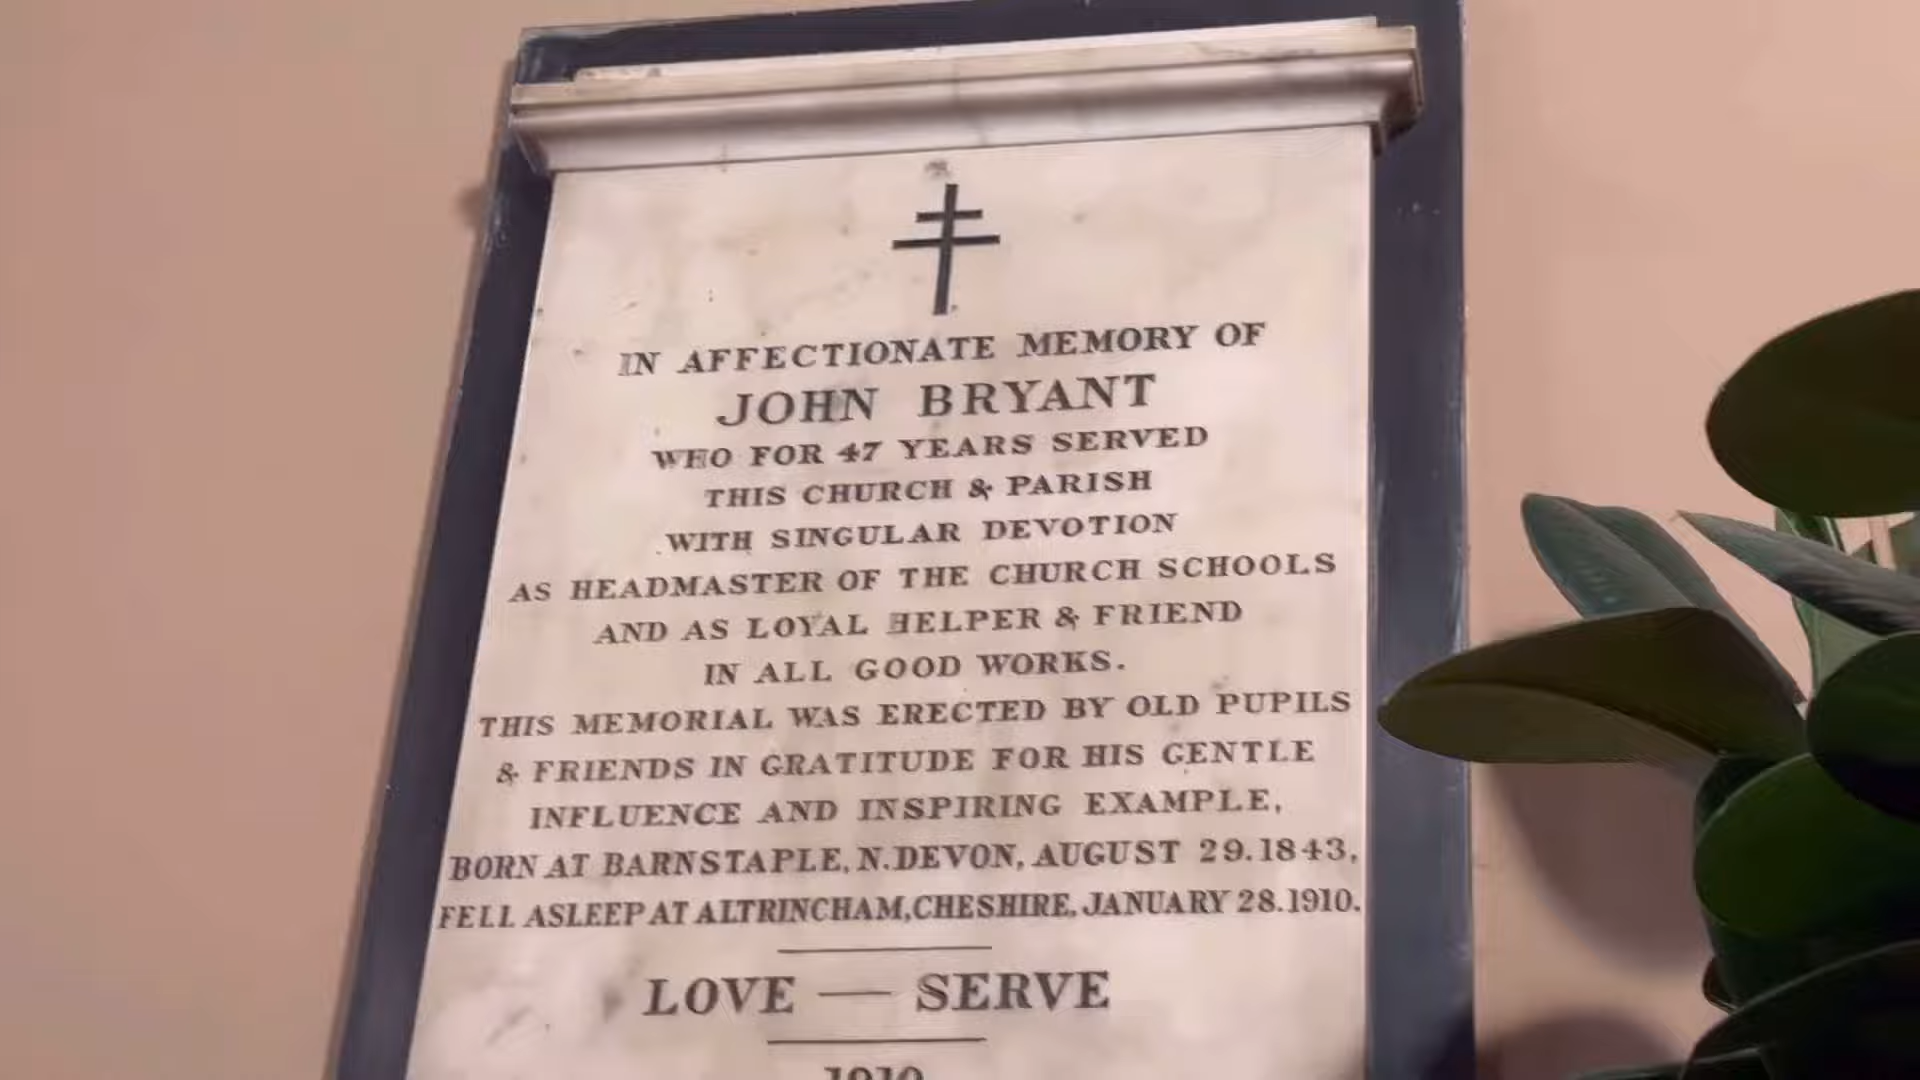 IN AFFECTIONATE MEMORY OF
JOHN BRYANT
WHO FOR 47 YEARS SERVED
THIS CHURCH & PARISH
WITH SINGULAR DEVOTION
AS HEADMASTER OF THE CHURCH SCHOOLS
AND AS LOYAL HELPER & FRIEND
IN ALL GOOD WORKS.
THIS MEMORIAL WAS ERECTED BY OLD PUPILS
& FRIENDS IN GRATITUDE FOR HIS GENTLE
INFLUENCE AND INSPIRING EXAMPLE,
BORN AT BARNSTAPLE, N. DEVON, AUGUST 29. 1843,
FELL ASLEEP AT ALTRINCHAM, CHESHIRE, JANUARY 28. 1910.
LOVE — SERVE
1910